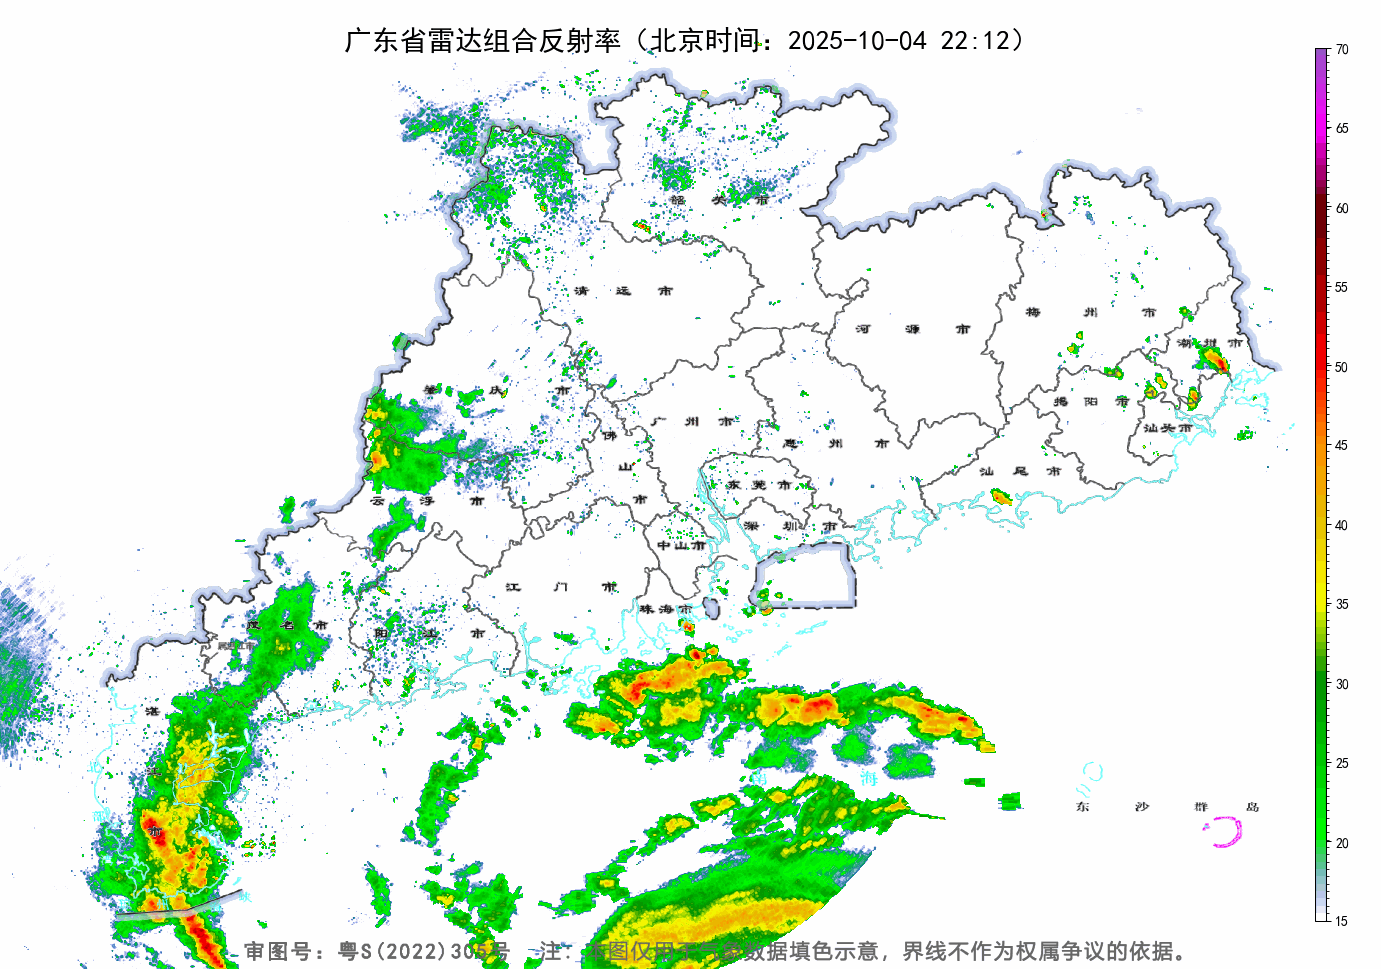 广东省雷达组合反射率（北京时间：2025-10-04 22:12）
70
65
60
55
50
45
40
35
30
25
20
15
韶关市
清远市
河源市
梅州市
潮州市
肇庆市
揭阳市
广州市
佛山市
惠州市
汕头市
汕尾市
东莞市
云浮市
深圳市
中山市
江门市
珠海市
茂名市
阳江市
湛江市
南海
东沙群岛
审图号：粤S(2022)305号 注：本图仅用于气象数据填色示意，界线不作为权属争议的依据。